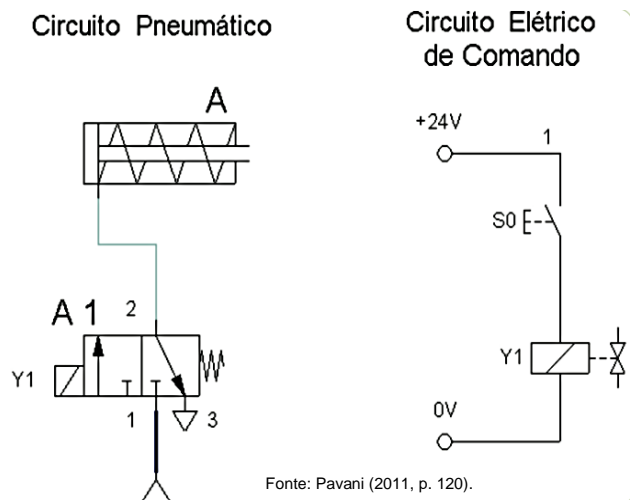 Circuito Pneumático
Circuito Elétrico
de Comando
A
+24V
1
S0
A 1
2
Y1
1
3
Y1
0V
Fonte: Pavani (2011, p. 120).